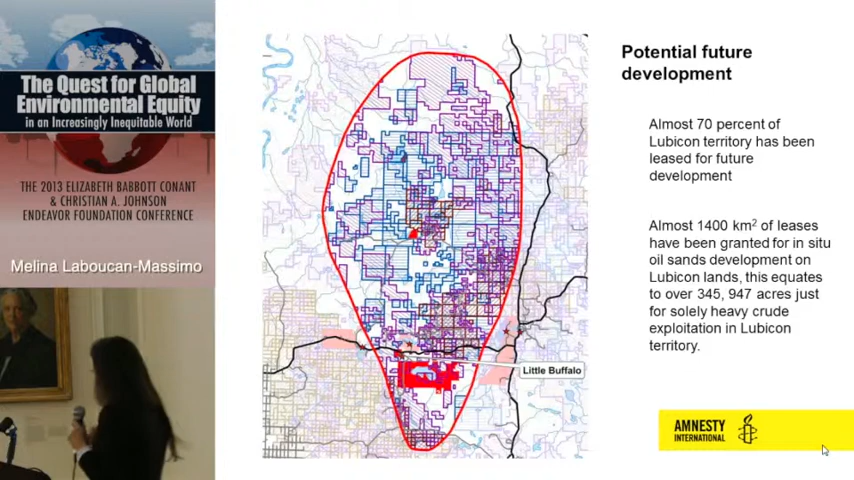 The Quest for Global
Environmental Equity
in an Increasingly Inequitable World
THE 2013 ELIZABETH BABBOTT CONANT
& CHRISTIAN A. JOHNSON
ENDEAVOR FOUNDATION CONFERENCE
Melina Laboucan-Massimo
Little Buffalo
Potential future
development
Almost 70 percent of
Lubicon territory has been
leased for future
development
Almost 1400 km² of leases
have been granted for in situ
oil sands development on
Lubicon lands, this equates
to over 345, 947 acres just
for solely heavy crude
exploitation in Lubicon
territory.
AMNESTY
INTERNATIONAL